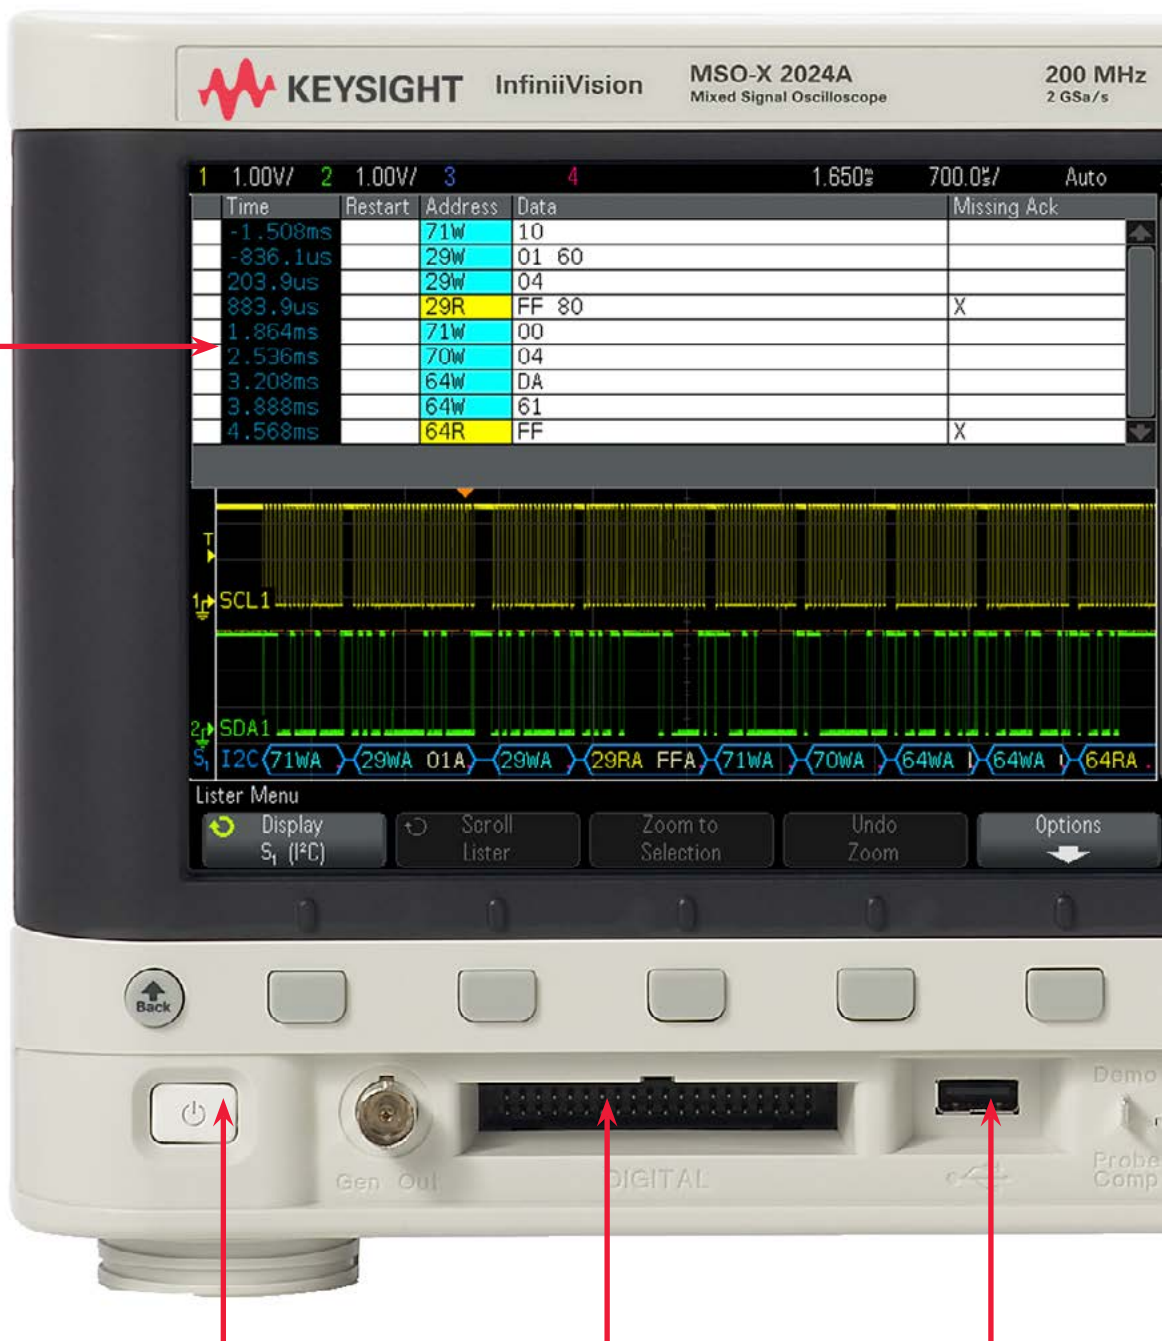 KEYSIGHT InfiniiVision MSO-X 2024A 200 MHz
Mixed Signal Oscilloscope 2 GSa/s
1 1.00V/ 2 1.00V/ 3 4 1.650ms 700.0us/ Auto
Time Restart Address Data Missing Ack
-1.508ms 71W 10
-836.1us 29W 01 60
203.9us 29W 04
883.9us 29R FF 80 X
1.864ms 71W 00
2.536ms 70W 04
3.208ms 64W DA
3.888ms 64W 61
4.568ms 64R FF X
T
1 SCL1
2 SDA1
S1 I2C 71WA 29WA 01A 29WA 29RA FFA 71WA 70WA 64WA 64WA 64RA
Lister Menu
Display Scroll Zoom to Undo Options
S1 (I²C) Lister Selection Zoom
Back
Demo
Probe
Comp
Gen Out DIGITAL